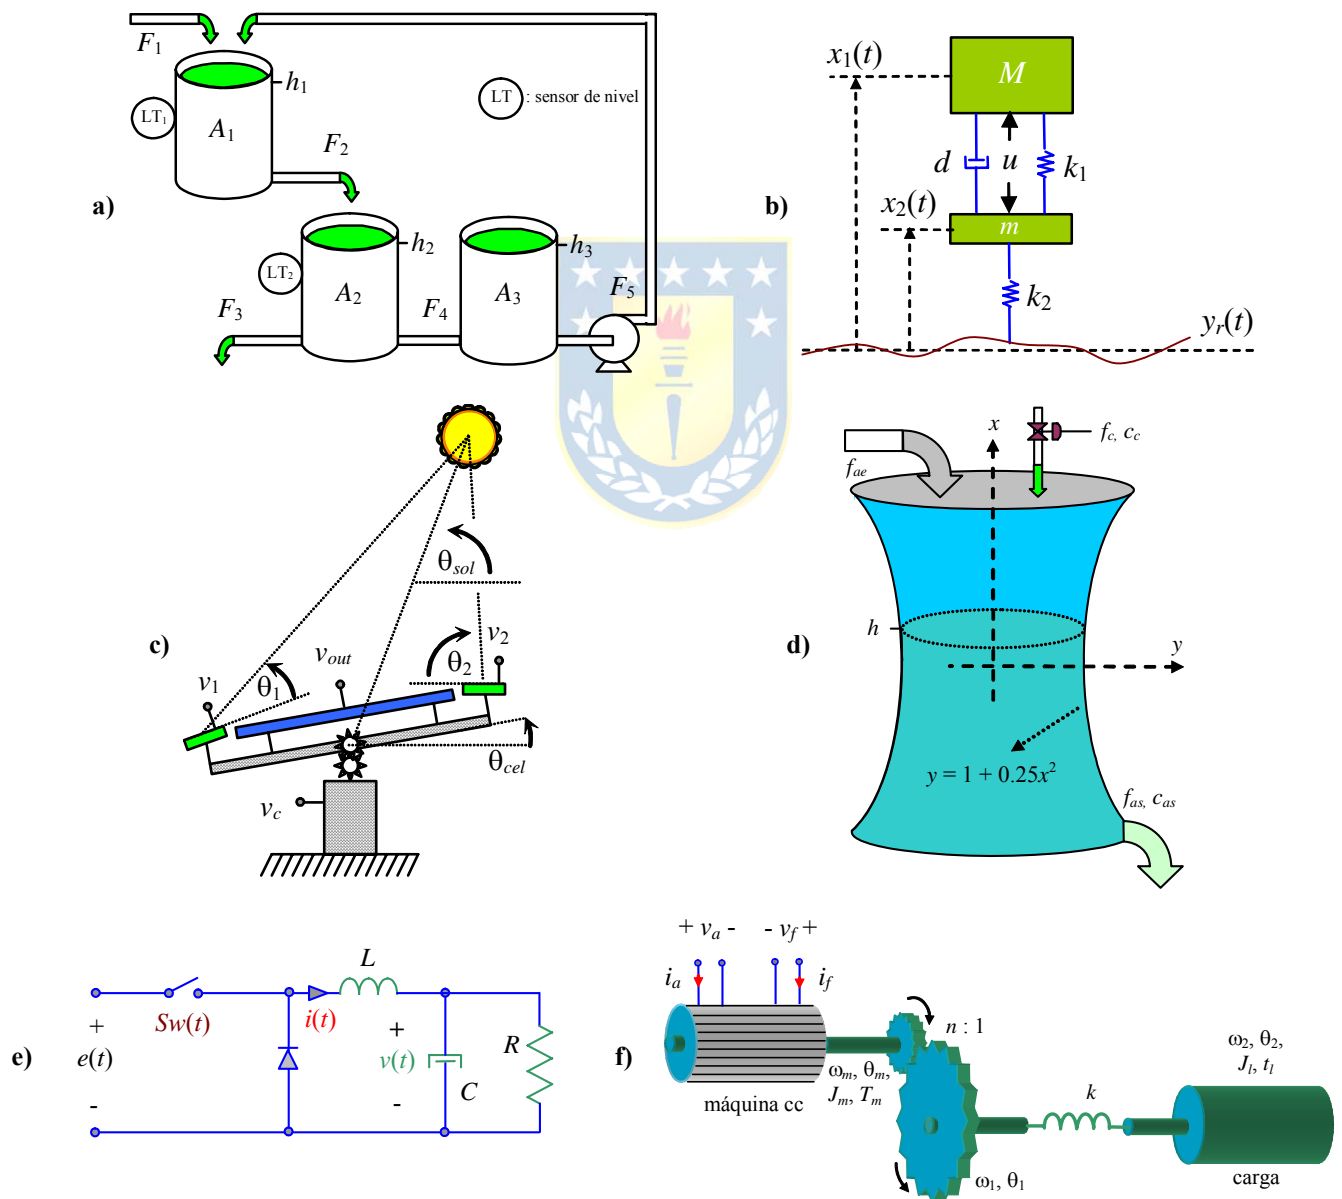 a)
F1
h1
LT1
A1
F2
LT : sensor de nivel
h2
LT2
A2
h3
A3
F3
F4
F5
b)
x1(t)
M
d
u
k1
x2(t)
m
k2
yr(t)
c)
θsol
v1
θ1
vout
θ2
v2
θcel
vc
d)
x
fc, cc
fae
h
y
y = 1 + 0.25x²
fas, cas
e)
L
Sw(t)
i(t)
+
+
e(t)
v(t)
R
C
-
-
f)
+ va -
- vf +
ia
if
n : 1
ωm, θm,
Jm, Tm
máquina cc
ω1, θ1
k
ω2, θ2,
Jl, tl
carga